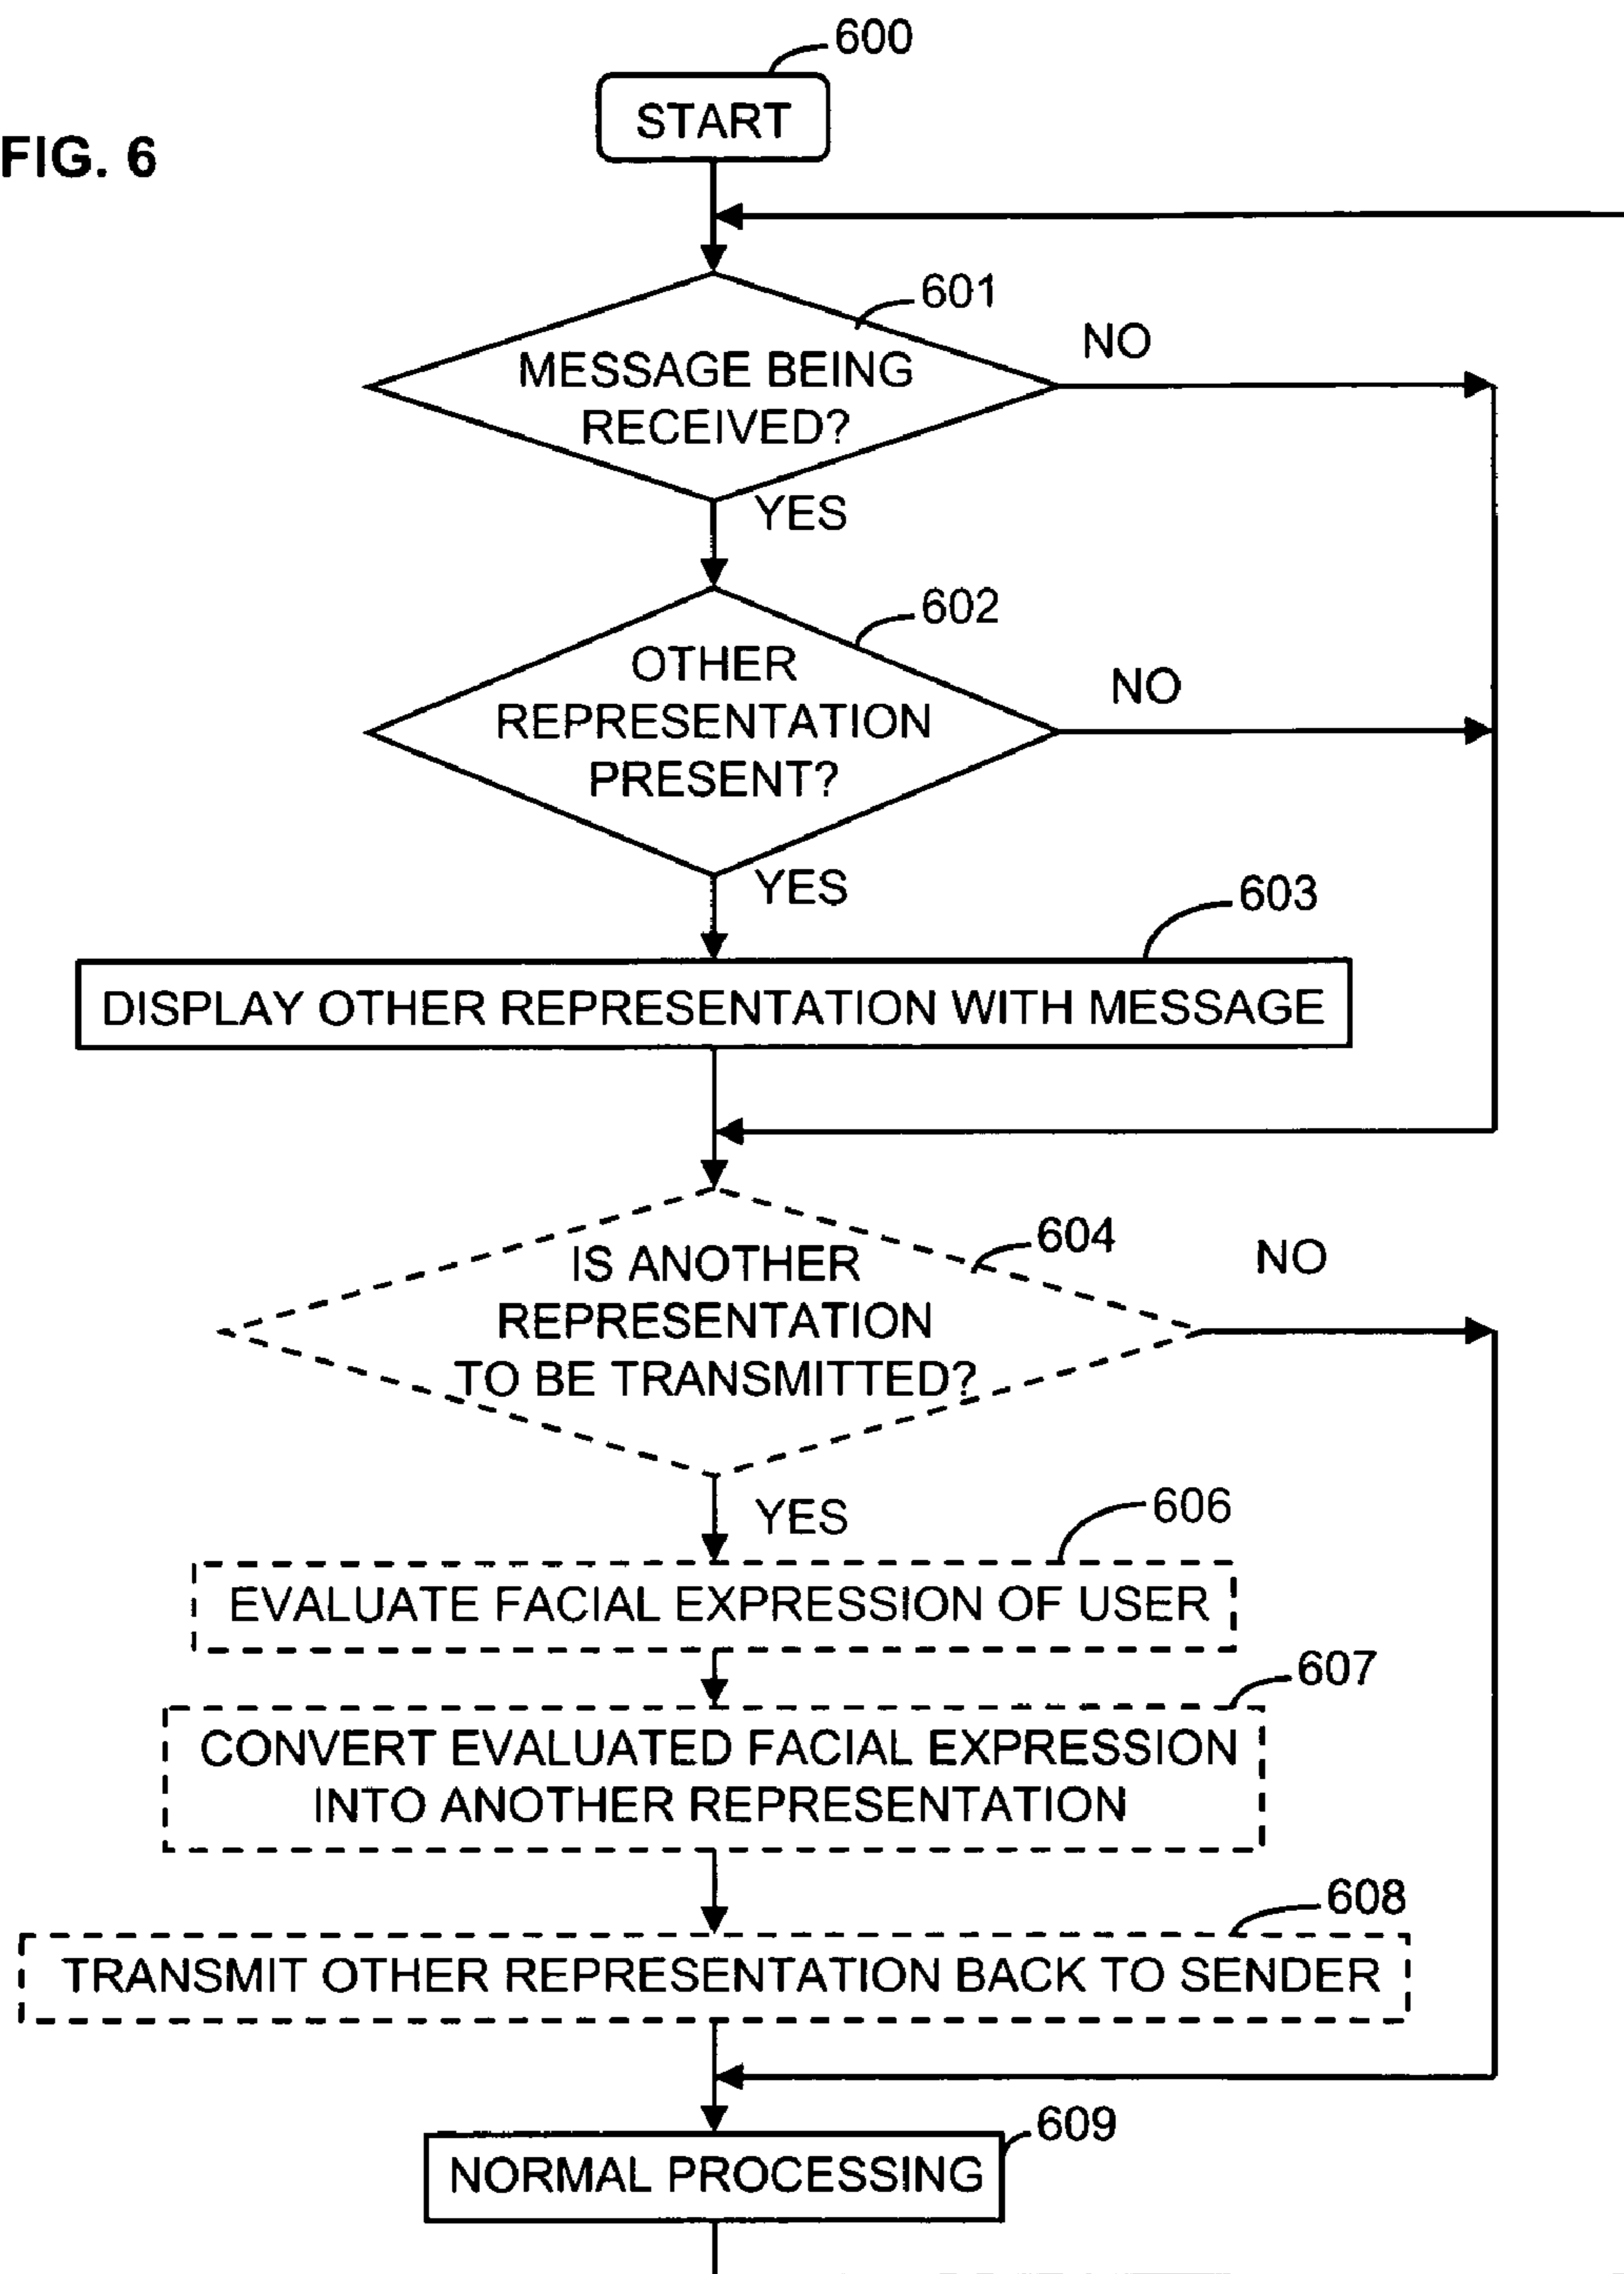 600
START
FIG. 6
601
NO
MESSAGE BEING
RECEIVED?
YES
602
OTHER
REPRESENTATION
PRESENT?
NO
YES
603
DISPLAY OTHER REPRESENTATION WITH MESSAGE
604
NO
IS ANOTHER
REPRESENTATION
TO BE TRANSMITTED?
YES
606
EVALUATE FACIAL EXPRESSION OF USER
607
CONVERT EVALUATED FACIAL EXPRESSION
INTO ANOTHER REPRESENTATION
608
TRANSMIT OTHER REPRESENTATION BACK TO SENDER
609
NORMAL PROCESSING